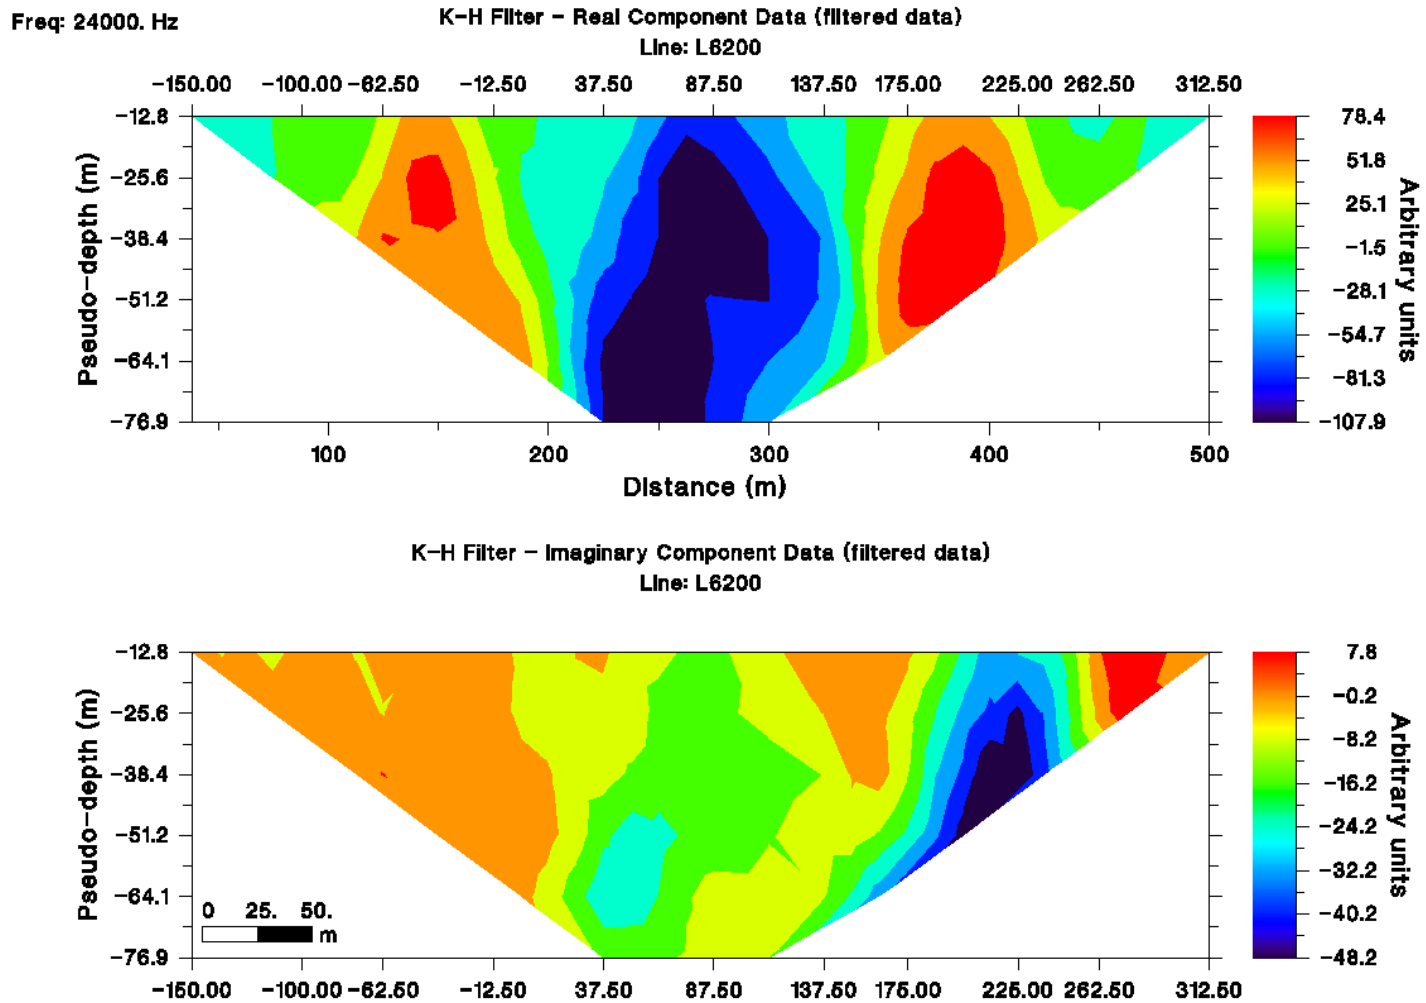 Freq: 24000. Hz
K-H Filter - Real Component Data (filtered data)
Line: L6200
-150.00 -100.00 -62.50 -12.50 37.50 87.50 137.50 175.00 225.00 262.50 312.50
Pseudo-depth (m)
-12.8
-25.6
-38.4
-51.2
-64.1
-76.9
100 200 300 400 500
Distance (m)
78.4
51.8
25.1
-1.5
-28.1
-54.7
-81.3
-107.9
Arbitrary units
K-H Filter - Imaginary Component Data (filtered data)
Line: L6200
Pseudo-depth (m)
-12.8
-25.6
-38.4
-51.2
-64.1
-76.9
0 25. 50.
m
-150.00 -100.00 -62.50 -12.50 37.50 87.50 137.50 175.00 225.00 262.50 312.50
7.8
-0.2
-8.2
-16.2
-24.2
-32.2
-40.2
-48.2
Arbitrary units